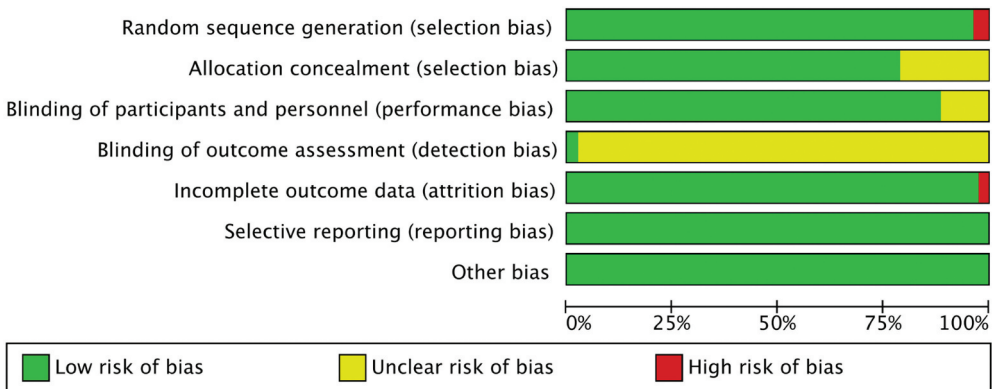 Random sequence generation (selection bias)
Allocation concealment (selection bias)
Blinding of participants and personnel (performance bias)
Blinding of outcome assessment (detection bias)
Incomplete outcome data (attrition bias)
Selective reporting (reporting bias)
Other bias
0% 25% 50% 75% 100%
Low risk of bias Unclear risk of bias High risk of bias